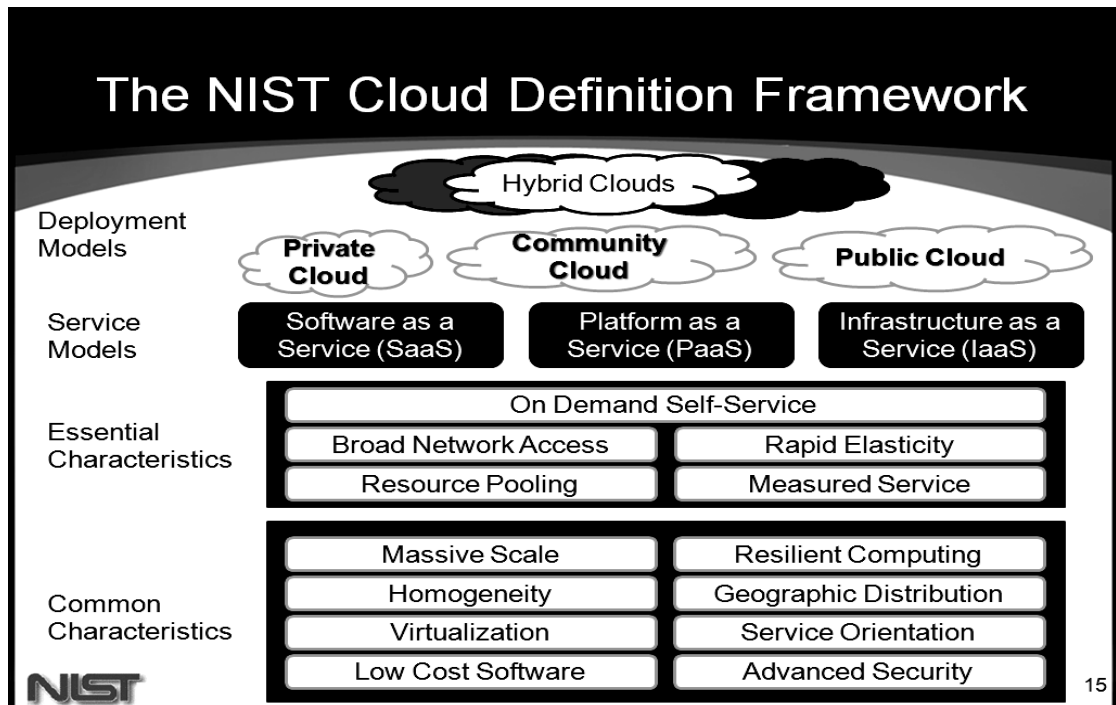 The NIST Cloud Definition Framework
Hybrid Clouds
Deployment
Models
Private
Cloud
Community
Cloud
Public Cloud
Service
Models
Software as a
Service (SaaS)
Platform as a
Service (PaaS)
Infrastructure as a
Service (IaaS)
Essential
Characteristics
On Demand Self-Service
Broad Network Access
Rapid Elasticity
Resource Pooling
Measured Service
Common
Characteristics
Massive Scale
Resilient Computing
Homogeneity
Geographic Distribution
Virtualization
Service Orientation
Low Cost Software
Advanced Security
NIST
15